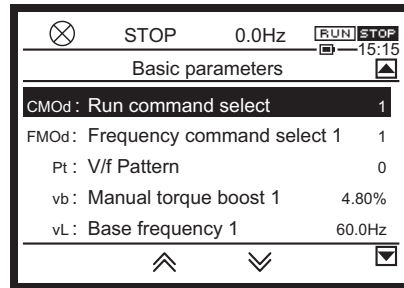 STOP 0.0Hz RUN STOP
15:15
Basic parameters
CMOd : Run command select 1
FMOd : Frequency command select 1 1
Pt : V/f Pattern 0
vb : Manual torque boost 1 4.80%
vL : Base frequency 1 60.0Hz